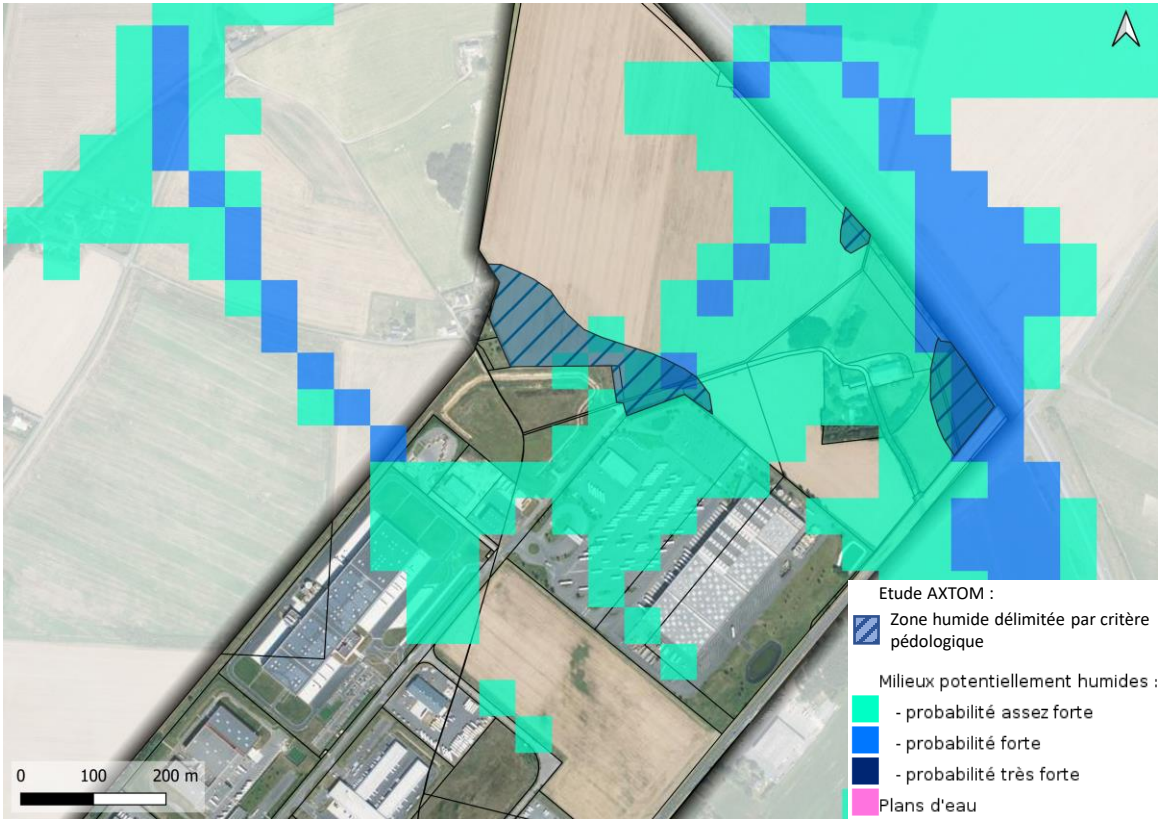 Etude AXTOM :
Zone humide délimitée par critère
pédologique
Milieux potentiellement humides :
- probabilité assez forte
- probabilité forte
- probabilité très forte
Plans d'eau
0 100 200 m